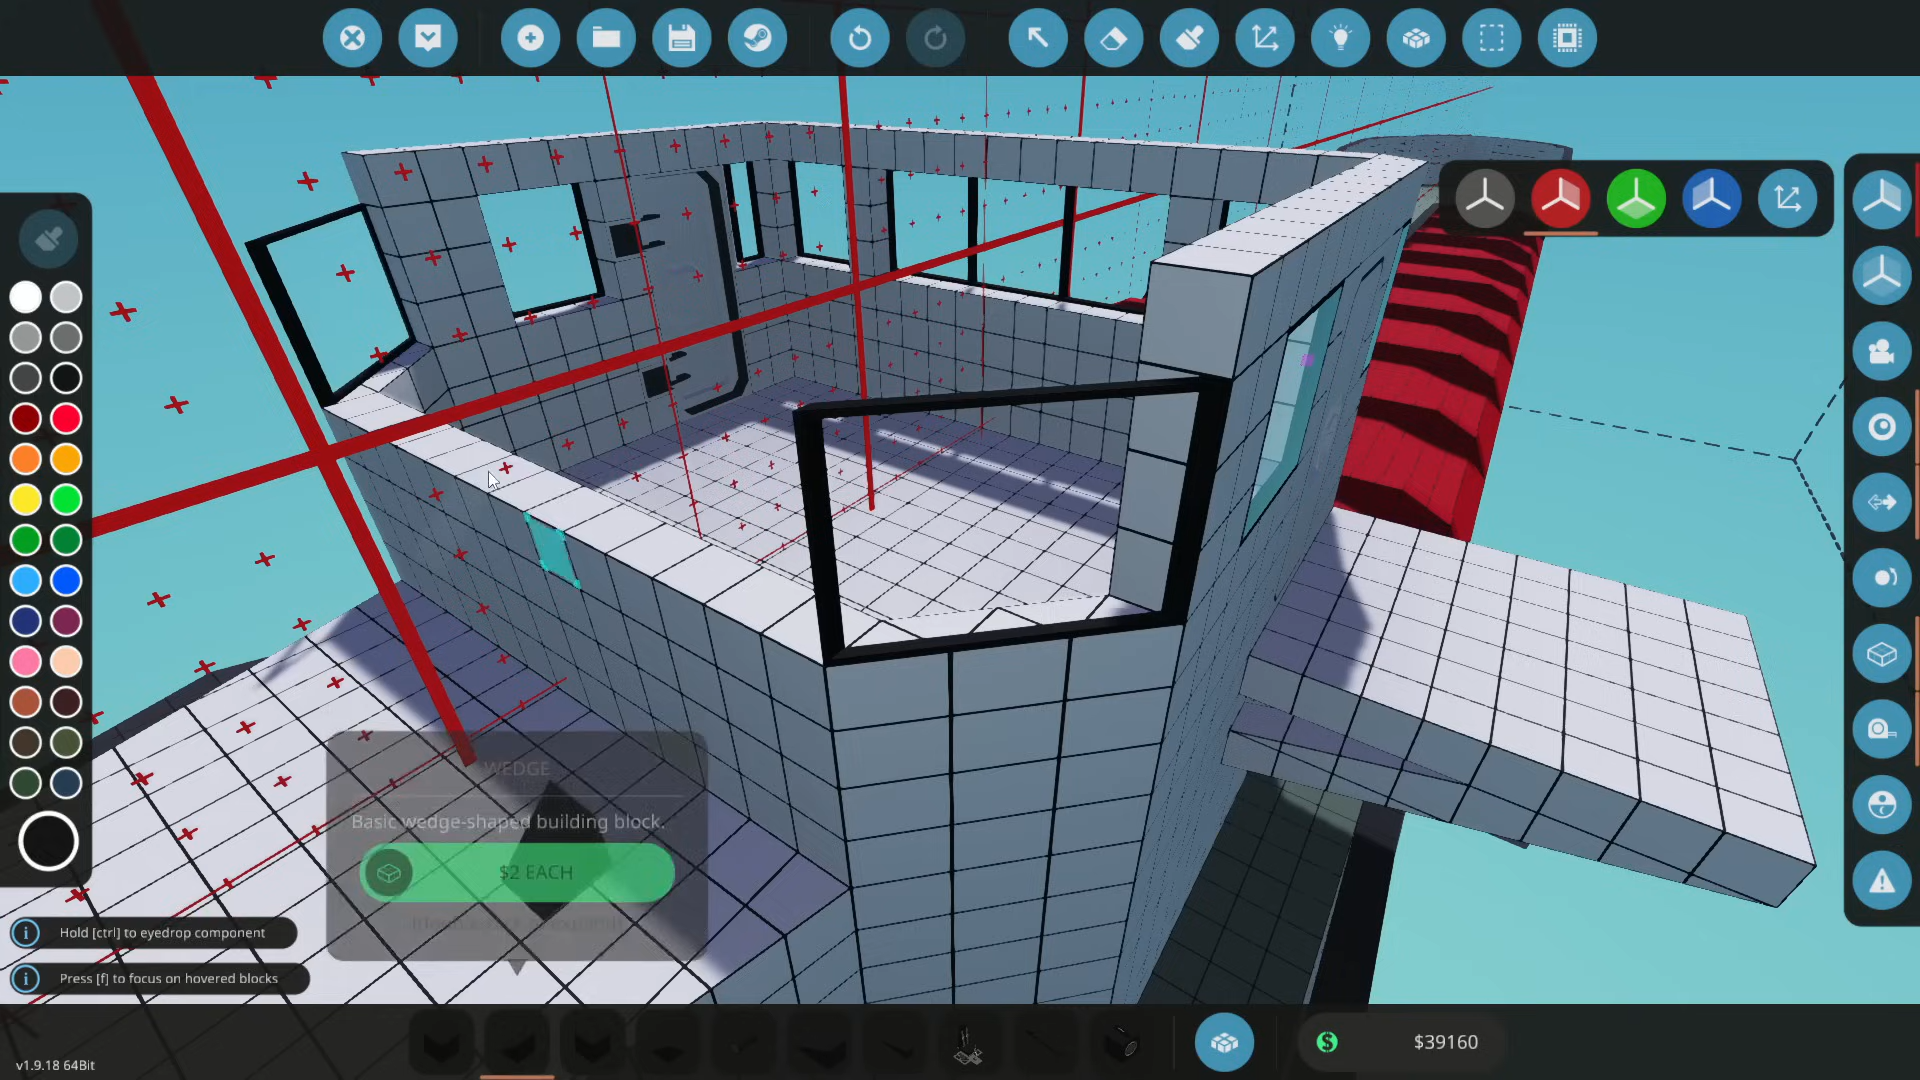 WEDGE
Basic wedge-shaped building block.
$2 EACH
Hold [ctrl] to eyedrop component
Press [f] to focus on hovered blocks
v1.9.18 64Bit
$39160